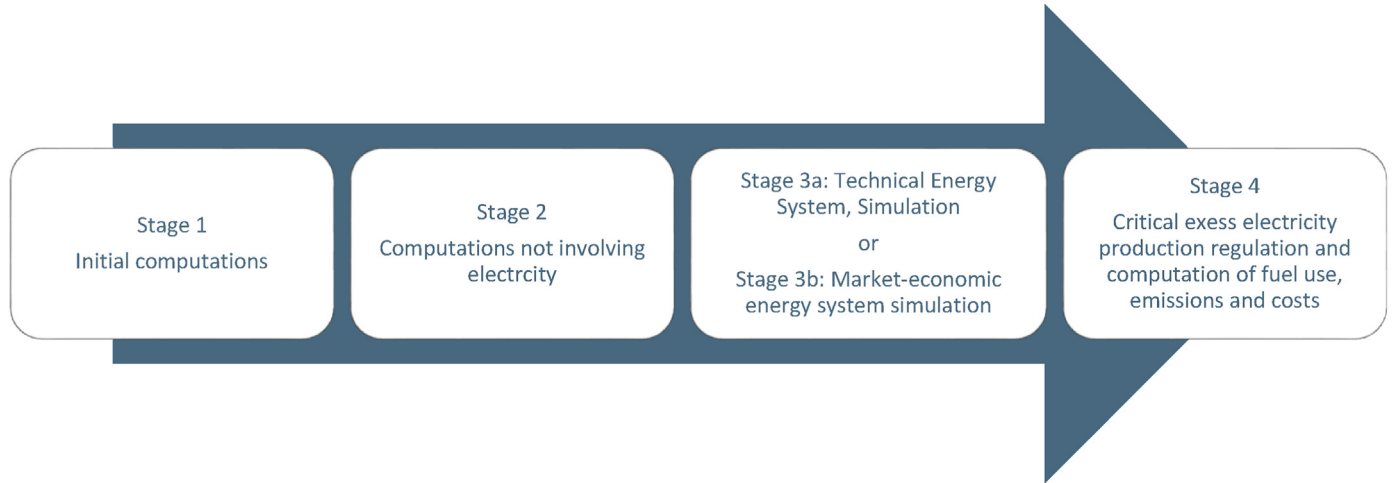 Stage 1
Initial computations
Stage 2
Computations not involving
electrcity
Stage 3a: Technical Energy
System, Simulation
or
Stage 3b: Market-economic
energy system simulation
Stage 4
Critical exess electricity
production regulation and
computation of fuel use,
emissions and costs